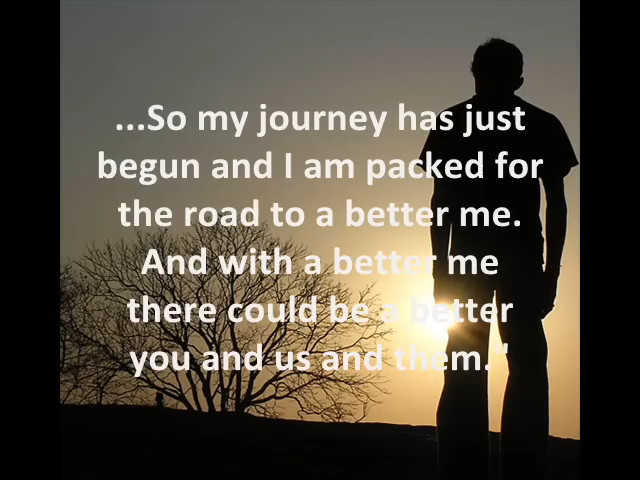 ...So my journey has just
begun and I am packed for
the road to a better me.
And with a better me
there could be a better
you and us and them."